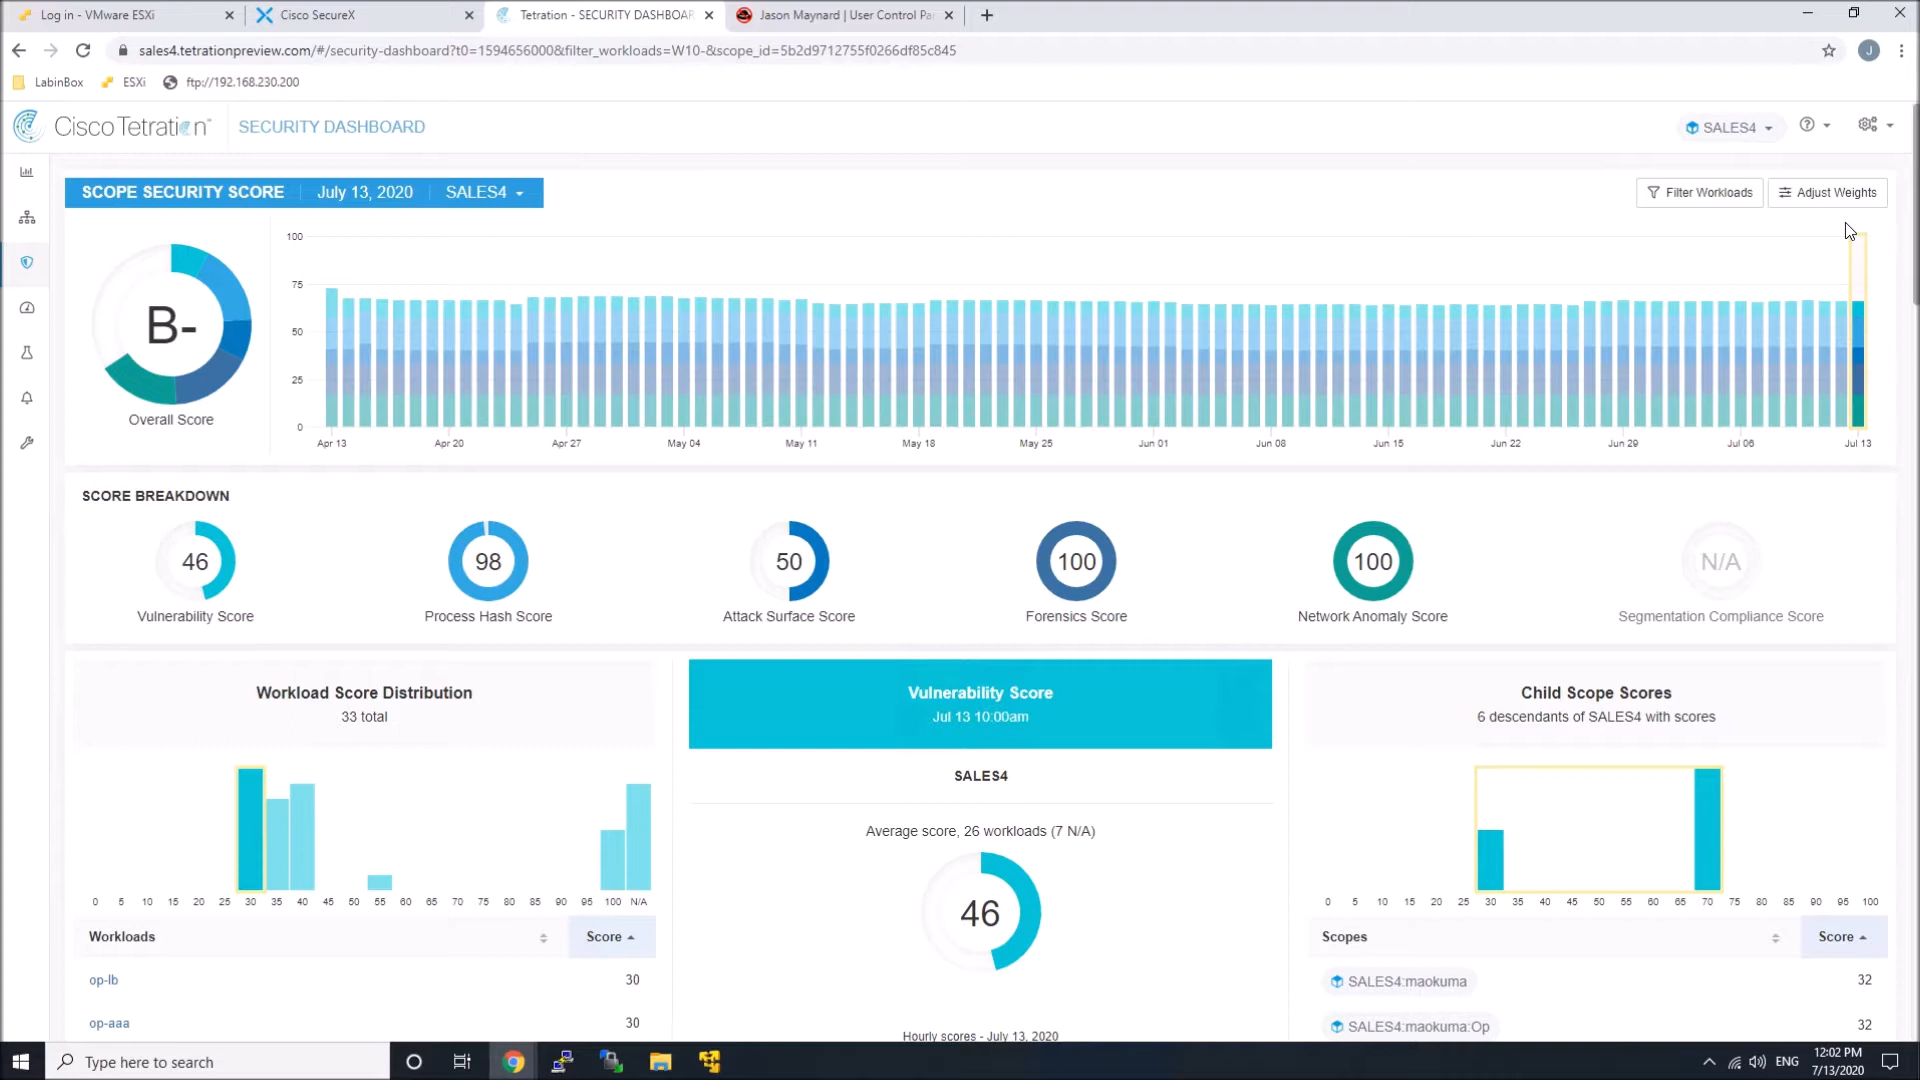 Log in - VMware ESXi
Cisco SecureX
Tetration - SECURITY DASHBOAR
Jason Maynard | User Control Pa
sales4.tetrationpreview.com/#/security-dashboard?t0=1594656000&filter_workloads=W10-&scope_id=5b2d9712755f0266df85c845
J
LabinBox
ESXi
ftp://192.168.230.200
Cisco Tetration™
SECURITY DASHBOARD
SALES4
SCOPE SECURITY SCORE
July 13, 2020
SALES4
Filter Workloads
Adjust Weights
B-
Overall Score
100
75
50
25
0
Apr 13
Apr 20
Apr 27
May 04
May 11
May 18
May 25
Jun 01
Jun 08
Jun 15
Jun 22
Jun 29
Jul 06
Jul 13
SCORE BREAKDOWN
46
Vulnerability Score
98
Process Hash Score
50
Attack Surface Score
100
Forensics Score
100
Network Anomaly Score
N/A
Segmentation Compliance Score
Workload Score Distribution
33 total
0 5 10 15 20 25 30 35 40 45 50 55 60 65 70 75 80 85 90 95 100 N/A
Workloads
Score
op-lb
30
op-aaa
30
Vulnerability Score
Jul 13 10:00am
SALES4
Average score, 26 workloads (7 N/A)
46
Hourly scores - July 13, 2020
Child Scope Scores
6 descendants of SALES4 with scores
0 5 10 15 20 25 30 35 40 45 50 55 60 65 70 75 80 85 90 95 100
Scopes
Score
SALES4:maokuma
32
SALES4:maokuma:Op
32
Type here to search
ENG
12:02 PM
7/13/2020